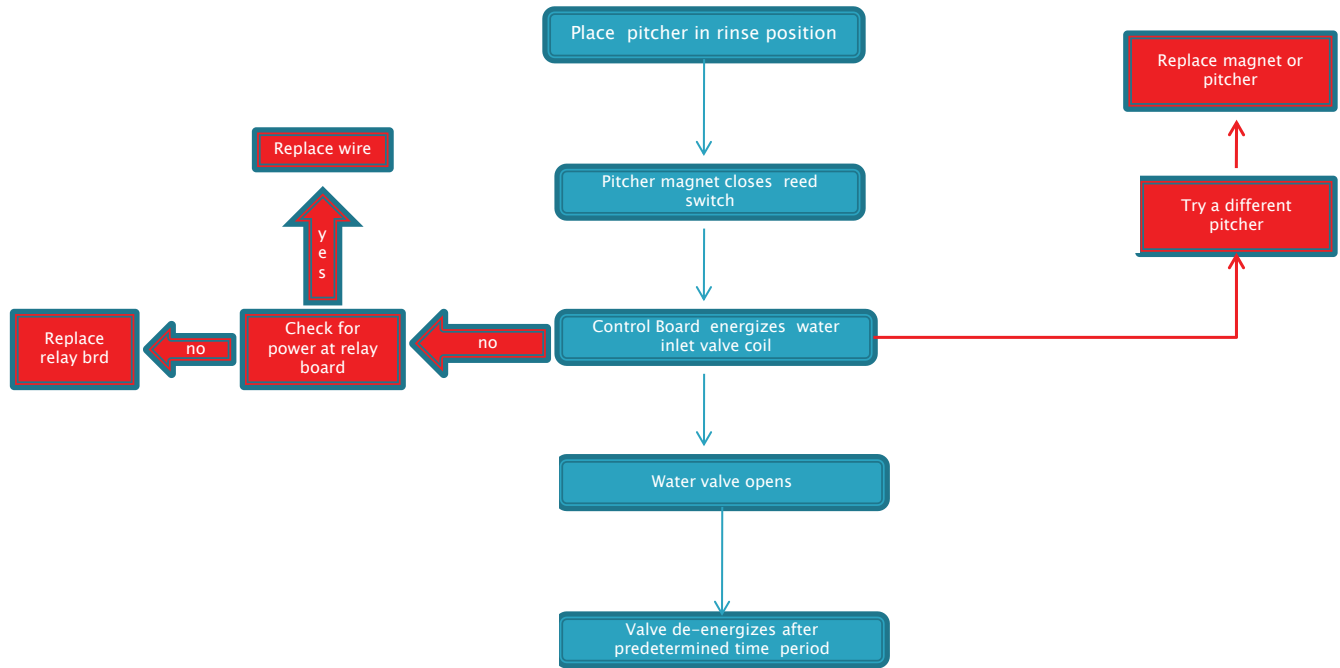 Place pitcher in rinse position
Replace magnet or
pitcher
Replace wire
Pitcher magnet closes reed
switch
Try a different
pitcher
yes
Replace
relay brd
no
Check for
power at relay
board
no
Control Board energizes water
inlet valve coil
Water valve opens
Valve de-energizes after
predetermined time period